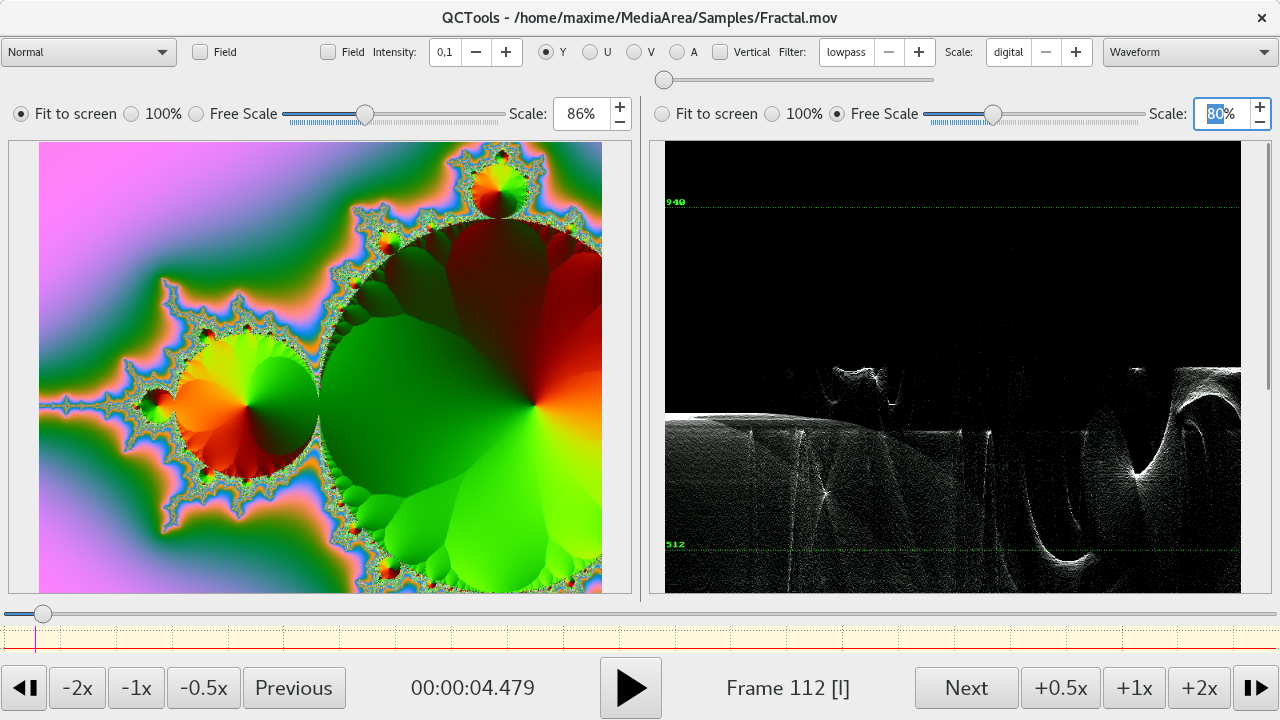 QCTools - /home/maxime/MediaArea/Samples/Fractal.mov ×
Normal Field Field Intensity: 0,1 Y U V A Vertical Filter: lowpass Scale: digital Waveform
Fit to screen 100% Free Scale Scale: 86% Fit to screen 100% Free Scale Scale: 80%
940
512
-2x -1x -0.5x Previous 00:00:04.479 Frame 112 [I] Next +0.5x +1x +2x